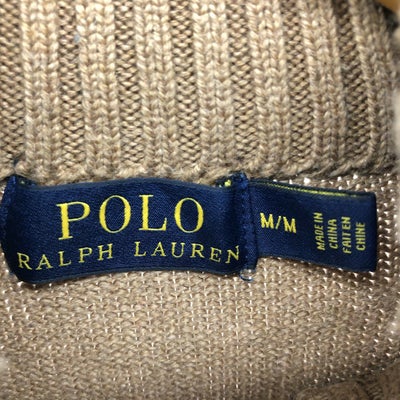 POLO
RALPH LAUREN
M/M
MADE IN
CHINA
FAIT EN
CHINE